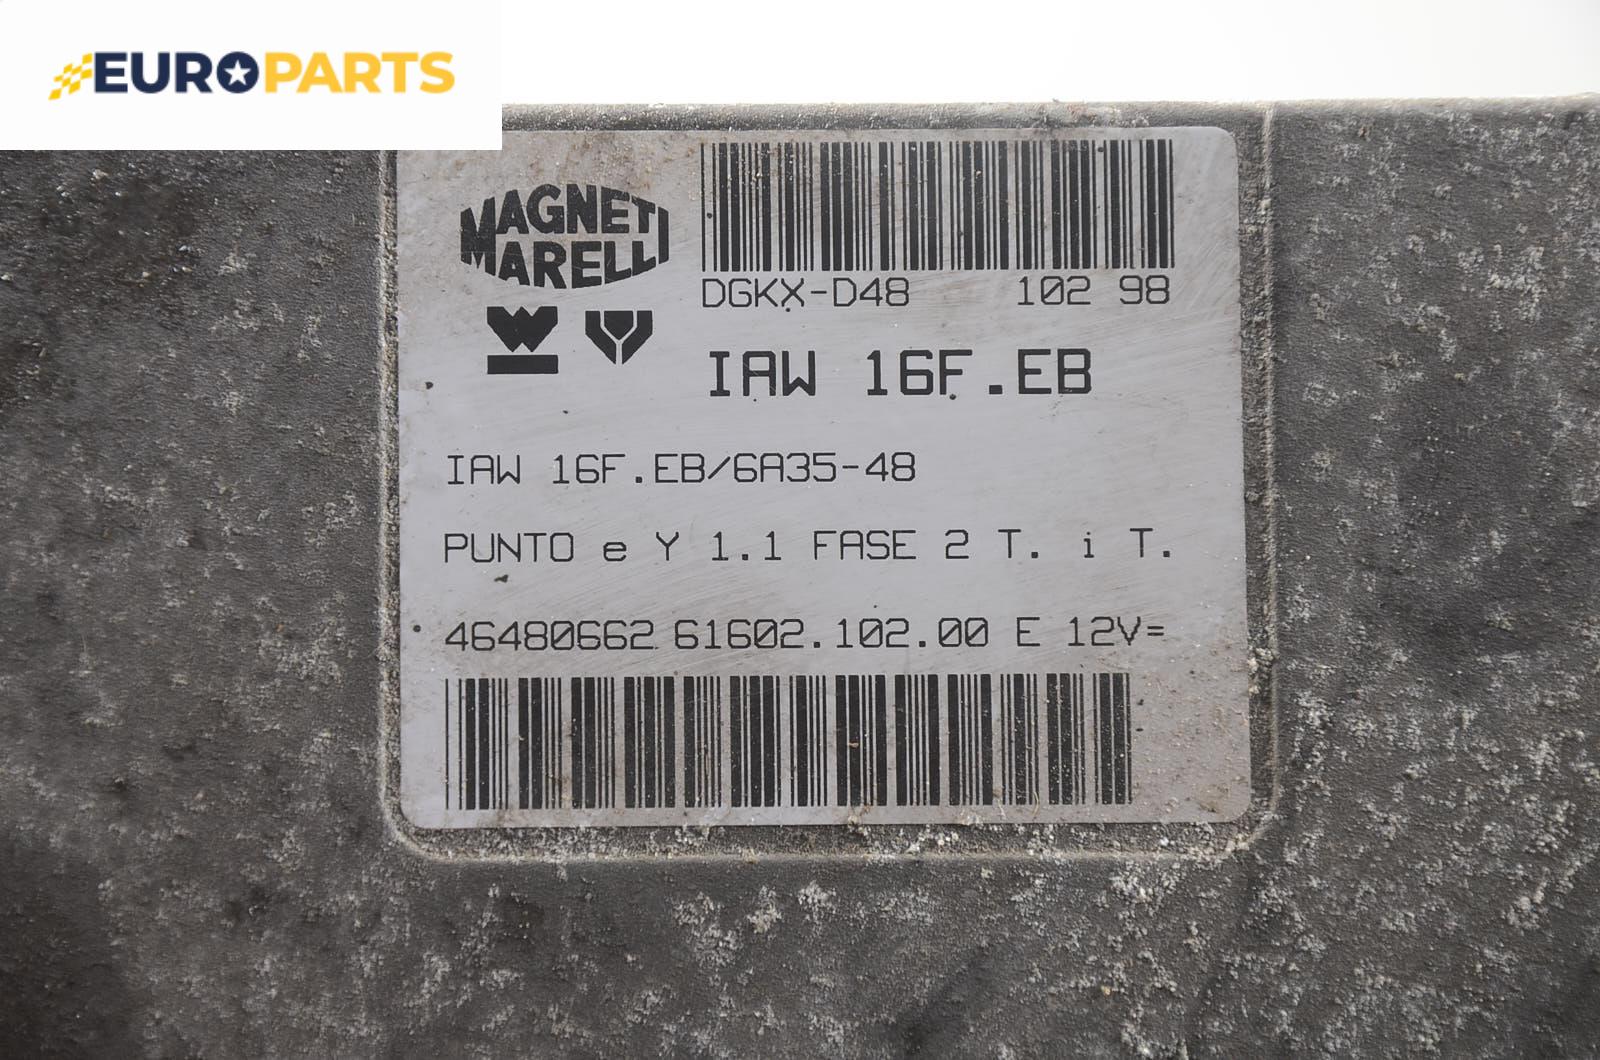 EUROPARTS
MAGNETI
MARELLI
DGKX-D48 102 98
IAW 16F.EB
IAW 16F.EB/6A35-48
PUNTO e Y 1.1 FASE 2 T. i T.
46480662 61602.102.00 E 12V=